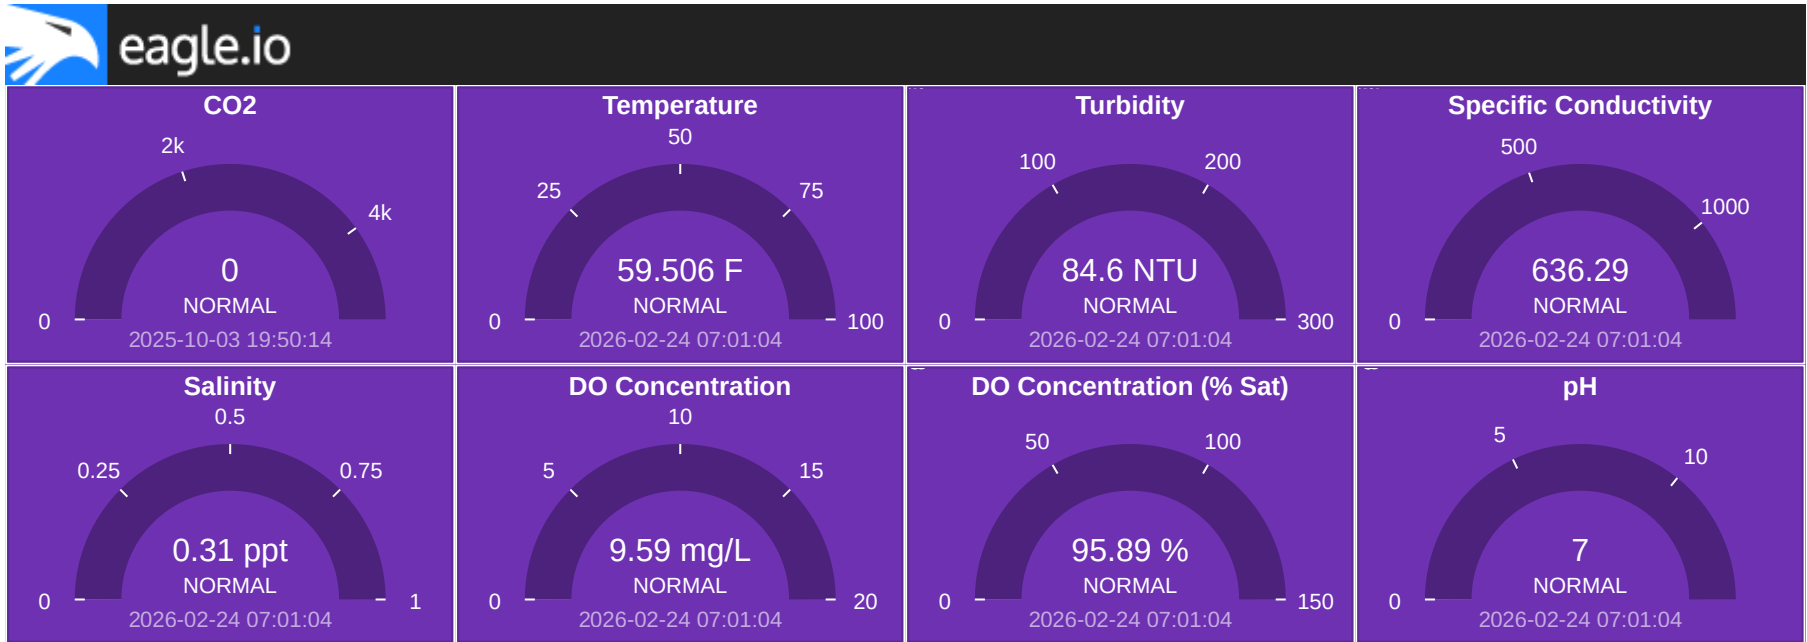 eagle.io
CO2
2k
4k
0
0
NORMAL
2025-10-03 19:50:14
Temperature
50
25
75
59.506 F
NORMAL
0
100
2026-02-24 07:01:04
Turbidity
100
200
84.6 NTU
NORMAL
0
300
2026-02-24 07:01:04
Specific Conductivity
500
1000
636.29
NORMAL
0
2026-02-24 07:01:04
Salinity
0.5
0.25
0.75
0.31 ppt
NORMAL
0
1
2026-02-24 07:01:04
DO Concentration
10
5
15
9.59 mg/L
NORMAL
0
20
2026-02-24 07:01:04
DO Concentration (% Sat)
50
100
95.89 %
NORMAL
0
150
2026-02-24 07:01:04
pH
5
10
7
NORMAL
0
2026-02-24 07:01:04